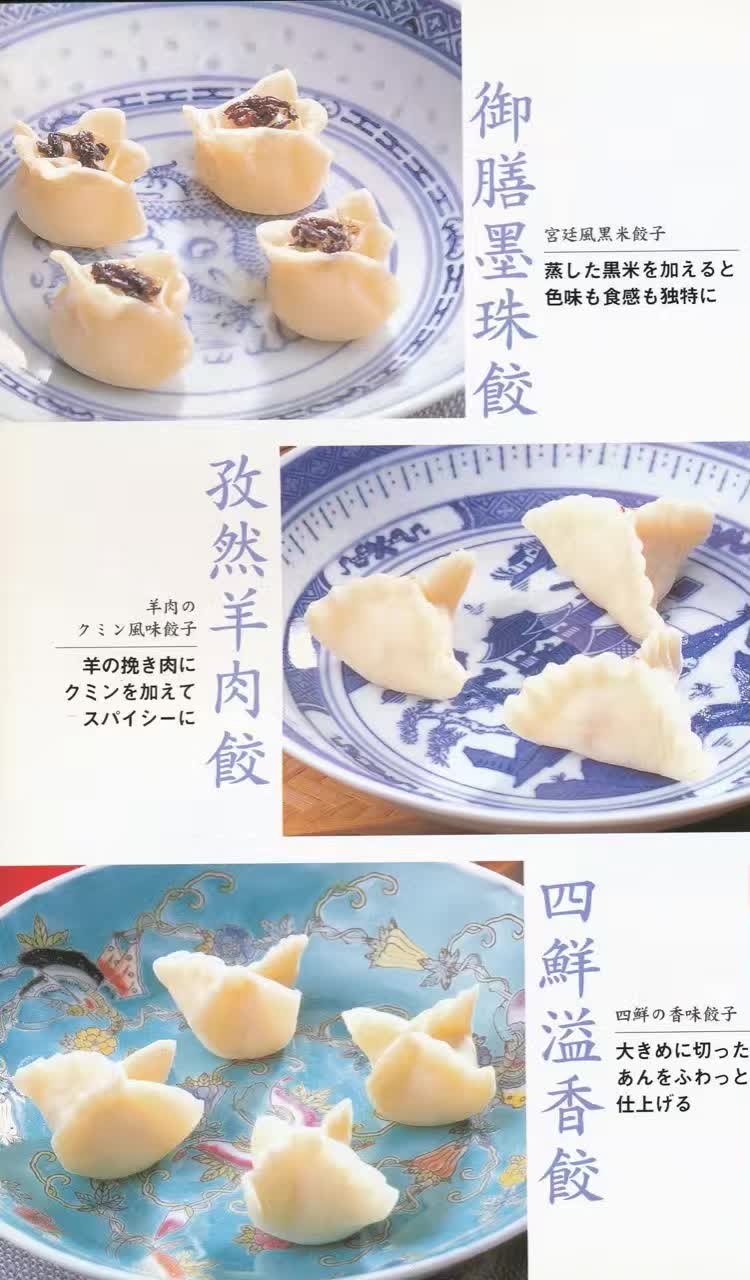 御膳墨珠餃
宮廷風黒米餃子
蒸した黒米を加えると
色味も食感も独特に
孜然羊肉餃
羊肉の
クミン風味餃子
羊の挽き肉に
クミンを加えて
スパイシーに
四鮮溢香餃
四鮮の香味餃子
大きめに切った
あんをふわっと
仕上げる